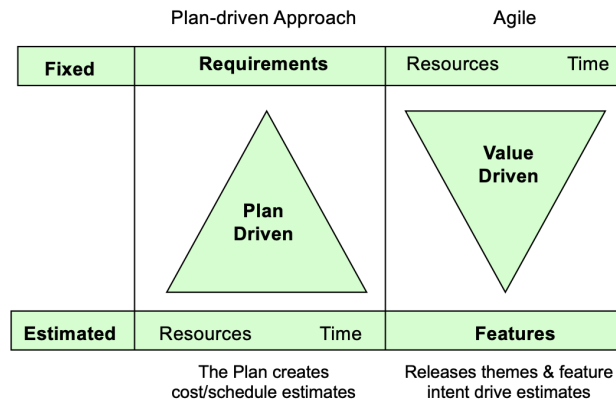 Plan-driven Approach Agile
Fixed Requirements Resources Time
Plan
Driven
Value
Driven
Estimated Resources Time Features
The Plan creates
cost/schedule estimates
Releases themes & feature
intent drive estimates